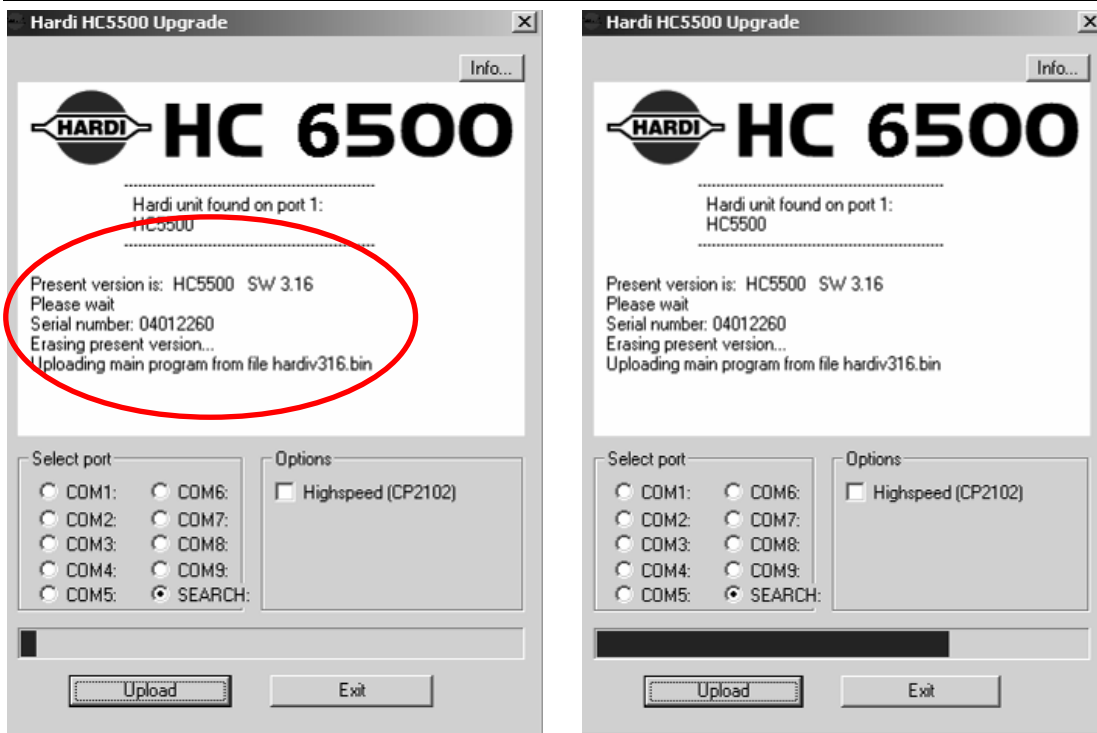 Hardi HC5500 Upgrade
Info...
HARDI HC 6500
Hardi unit found on port 1:
HC5500
Present version is: HC5500 SW 3.16
Please wait
Serial number: 04012260
Erasing present version...
Uploading main program from file hardiv316.bin
Select port
COM1: COM6:
COM2: COM7:
COM3: COM8:
COM4: COM9:
COM5: SEARCH:
Options
Highspeed (CP2102)
Upload Exit
Hardi HC5500 Upgrade
Info...
HARDI HC 6500
Hardi unit found on port 1:
HC5500
Present version is: HC5500 SW 3.16
Please wait
Serial number: 04012260
Erasing present version...
Uploading main program from file hardiv316.bin
Select port
COM1: COM6:
COM2: COM7:
COM3: COM8:
COM4: COM9:
COM5: SEARCH:
Options
Highspeed (CP2102)
Upload Exit